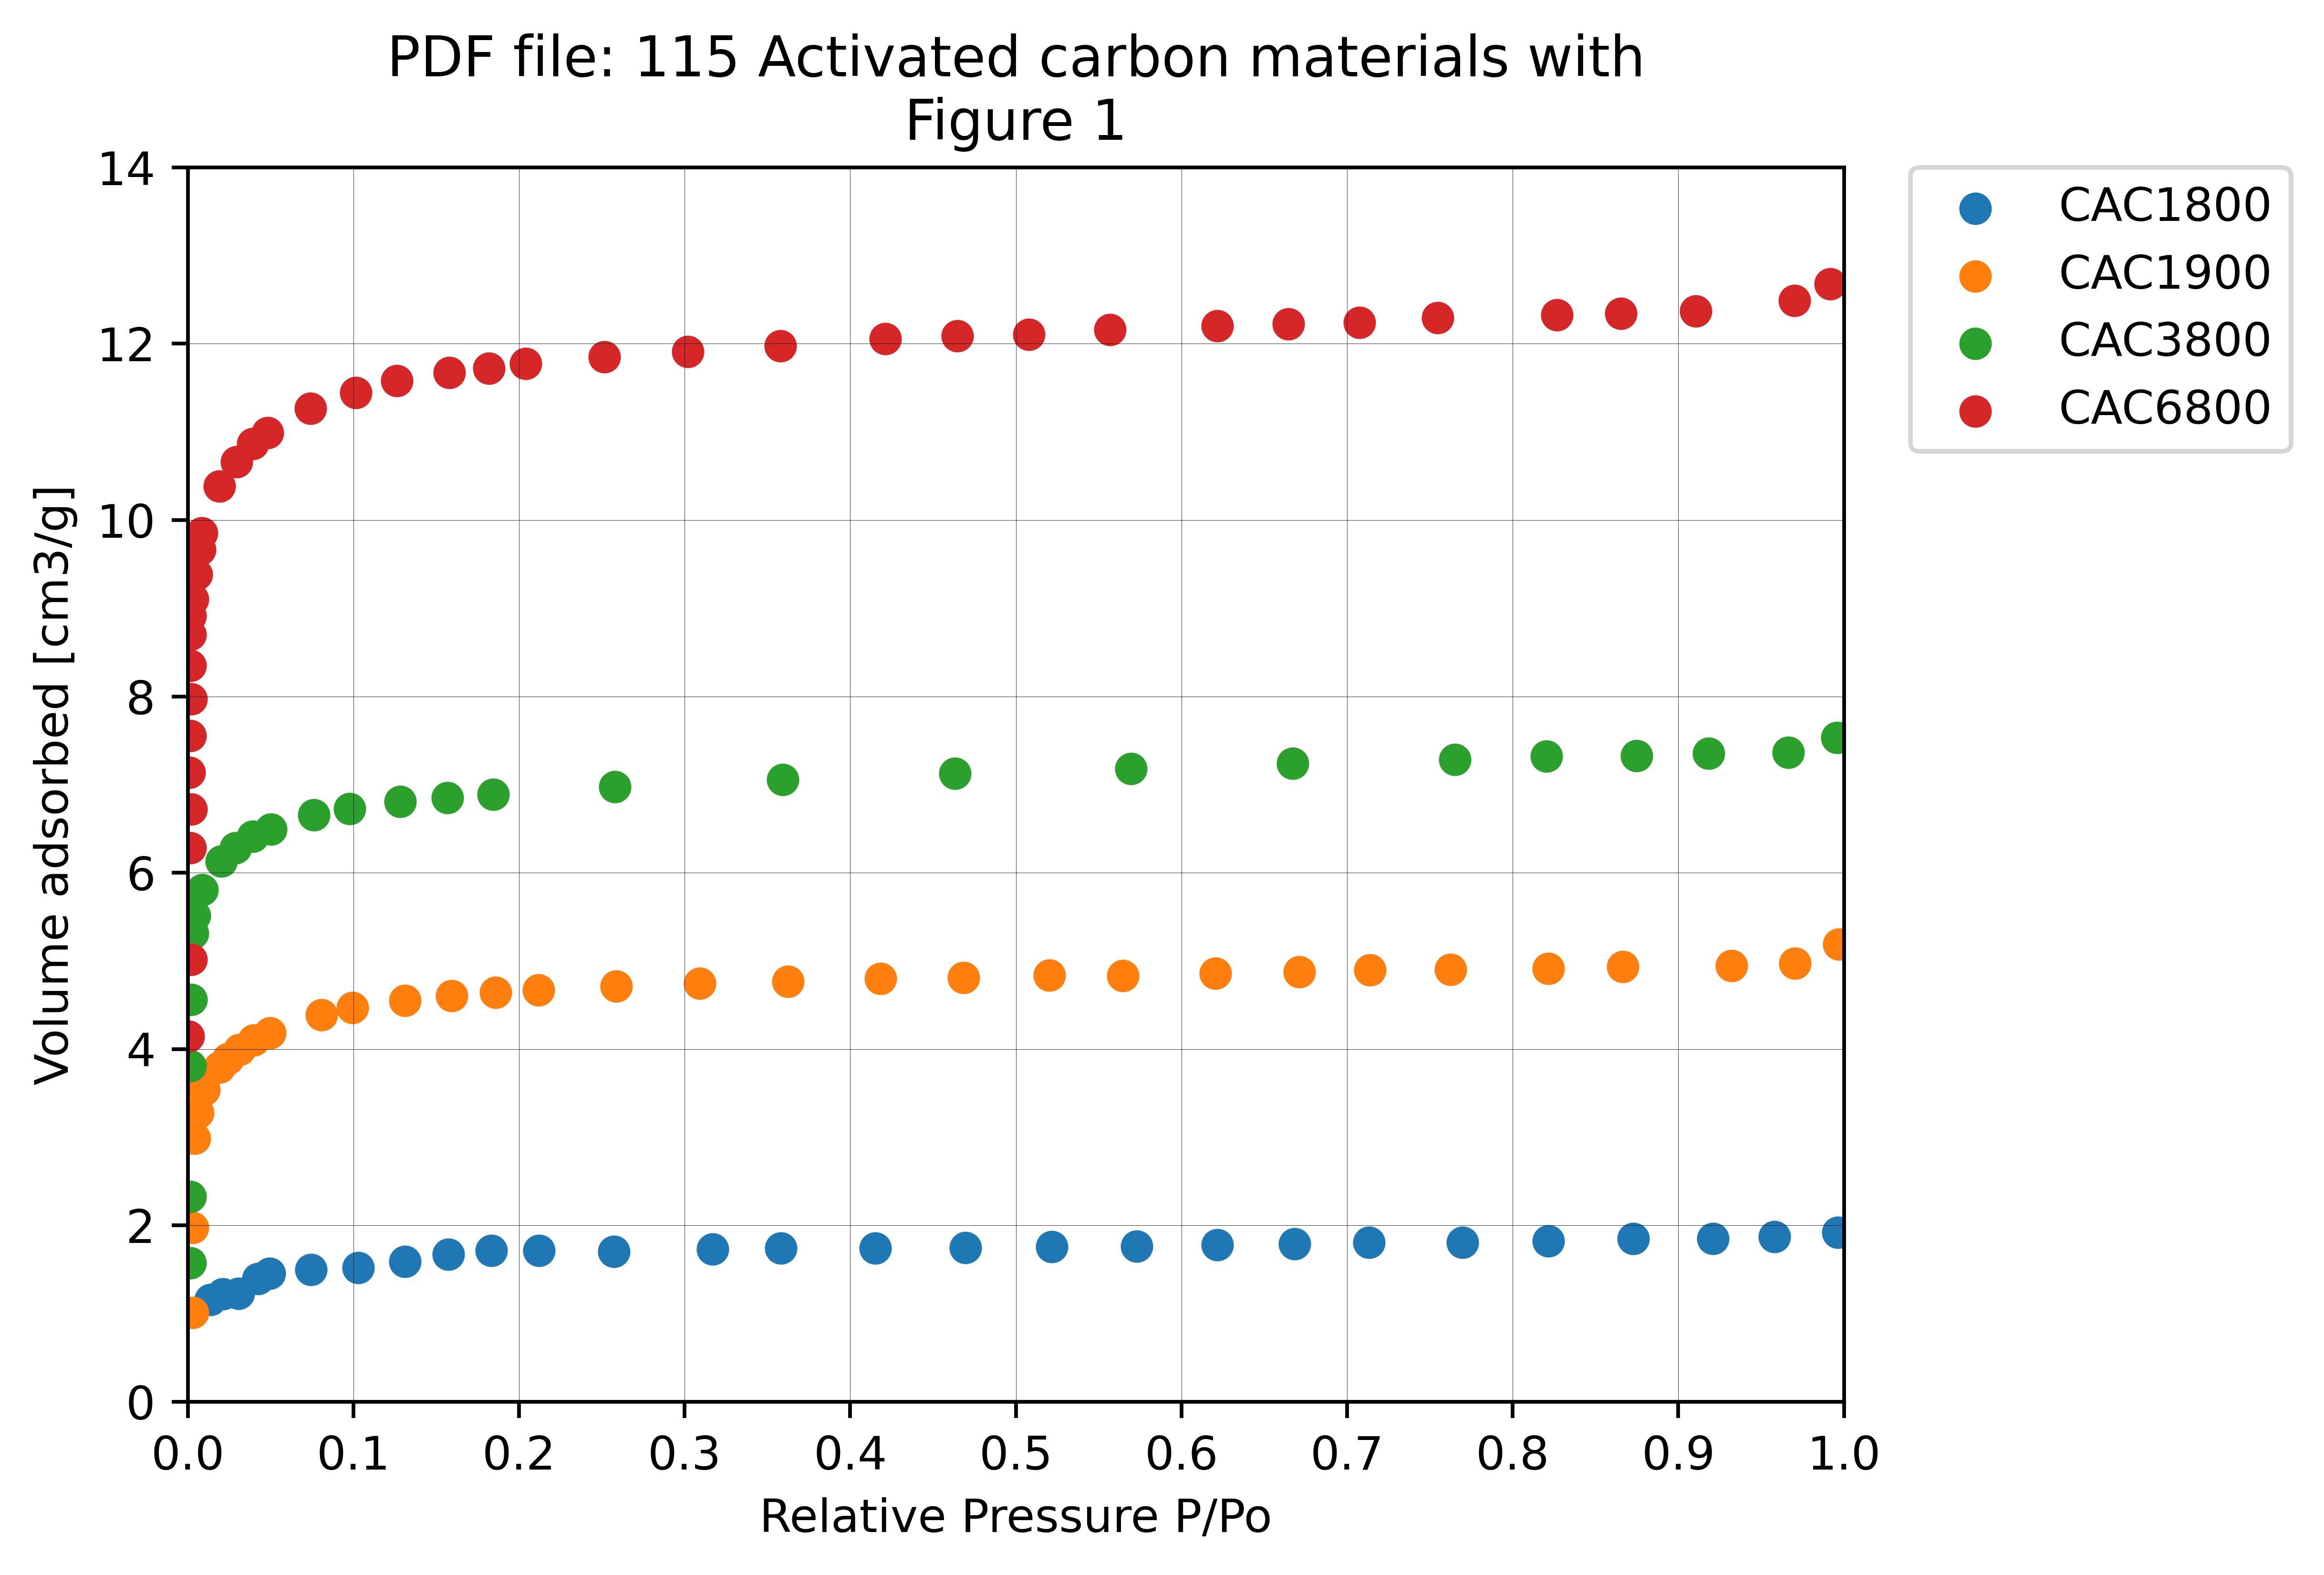 PDF file: 115 Activated carbon materials with
Figure 1
14
12
10
8
6
4
2
0
Volume adsorbed [cm3/g]
0.0 0.1 0.2 0.3 0.4 0.5 0.6 0.7 0.8 0.9 1.0
Relative Pressure P/Po
CAC1800
CAC1900
CAC3800
CAC6800